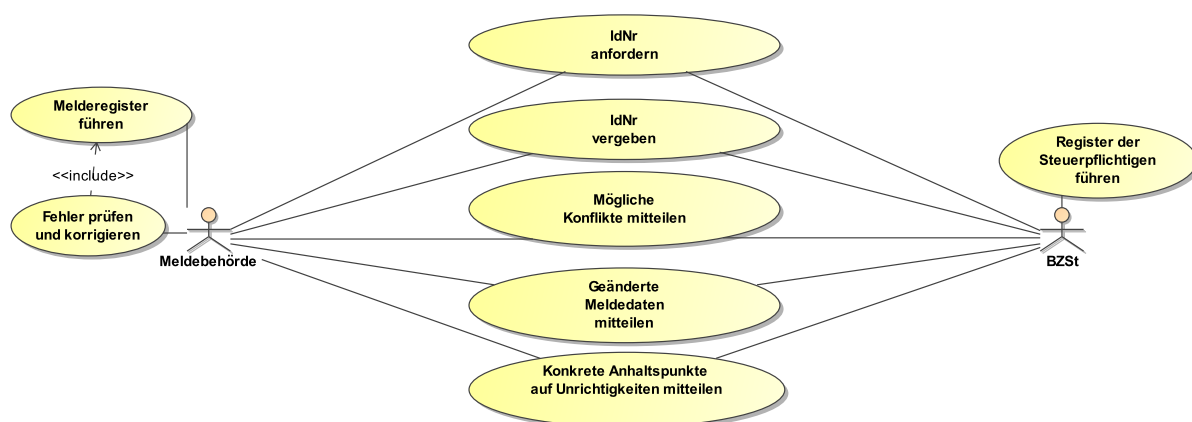 IdNr
anfordern
Melderegister
führen
IdNr
vergeben
Register der
Steuerpflichtigen
führen
<<include>>
Mögliche
Konflikte mitteilen
Fehler prüfen
und korrigieren
Meldebehörde
BZSt
Geänderte
Meldedaten
mitteilen
Konkrete Anhaltspunkte
auf Unrichtigkeiten mitteilen